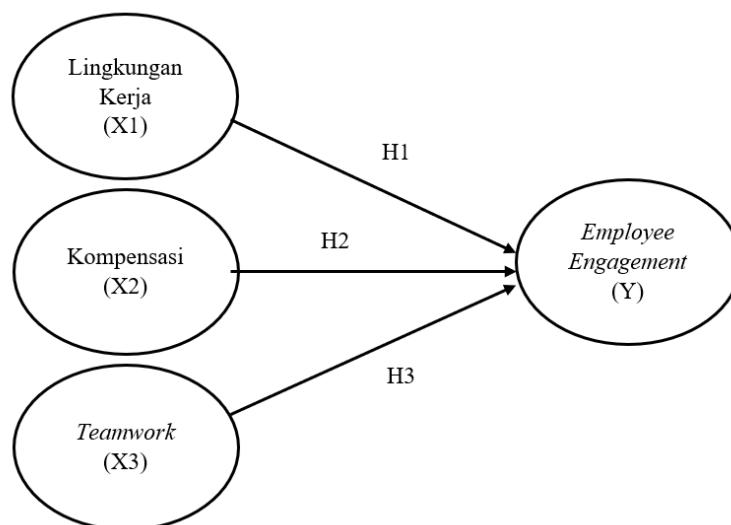 Lingkungan
Kerja
(X1)
H1
Kompensasi
(X2)
H2
Employee
Engagement
(Y)
Teamwork
(X3)
H3